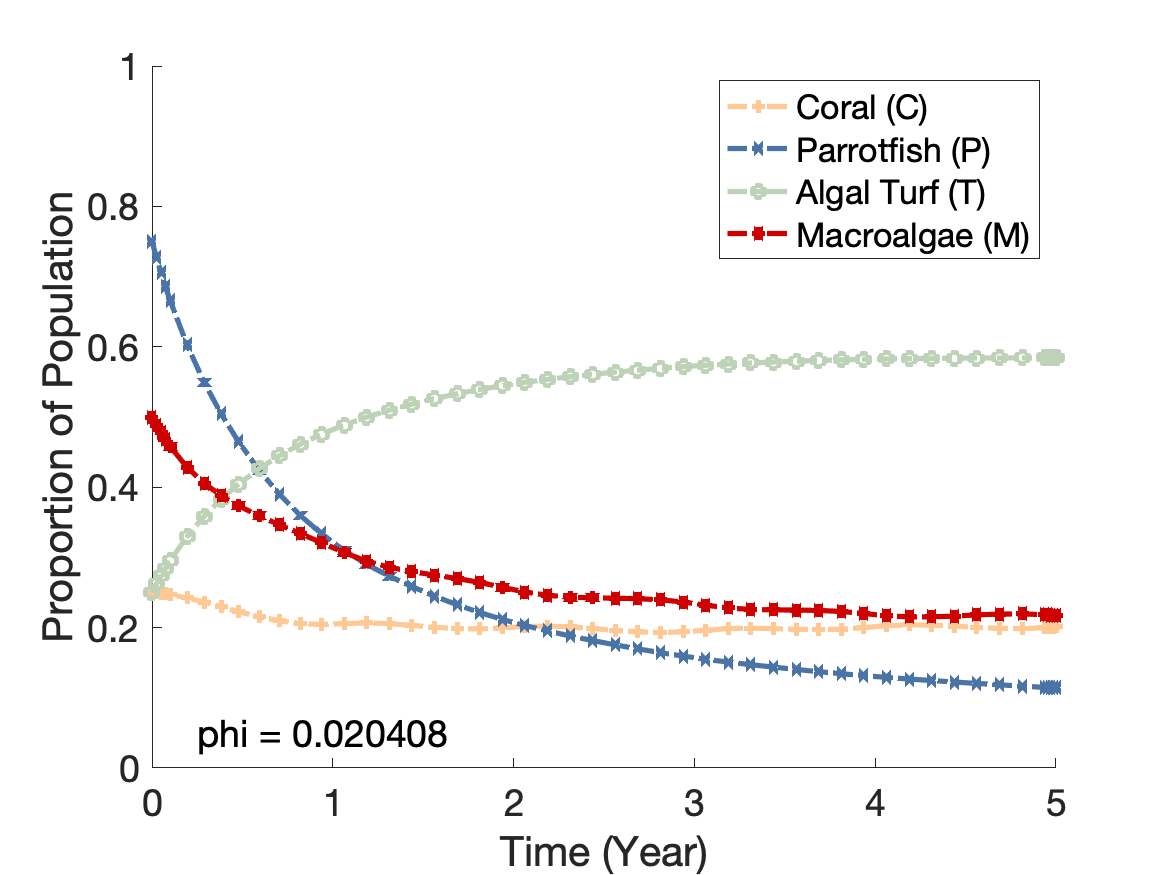 1
0.8
0.6
0.4
0.2
0
Proportion of Population
Coral (C)
Parrotfish (P)
Algal Turf (T)
Macroalgae (M)
phi = 0.020408
0 1 2 3 4 5
Time (Year)